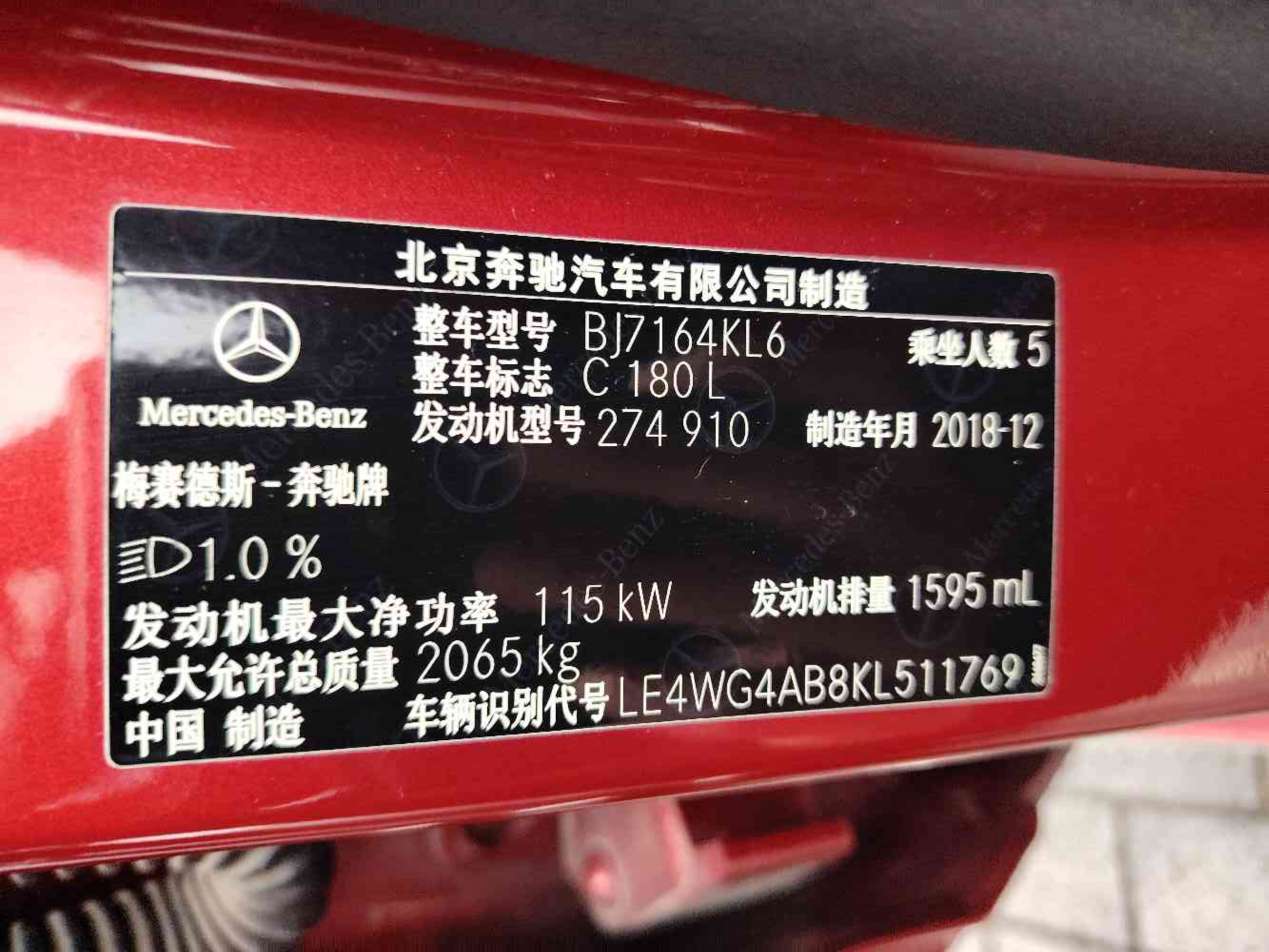 北京奔驰汽车有限公司制造
整车型号 BJ7164KL6 乘坐人数 5
整车标志 C 180 L
发动机型号 274 910 制造年月 2018-12
Mercedes-Benz
梅赛德斯-奔驰牌
1.0 %
发动机最大净功率 115 kW 发动机排量 1595 mL
最大允许总质量 2065 kg
中国 制造 车辆识别代号 LE4WG4AB8KL511769